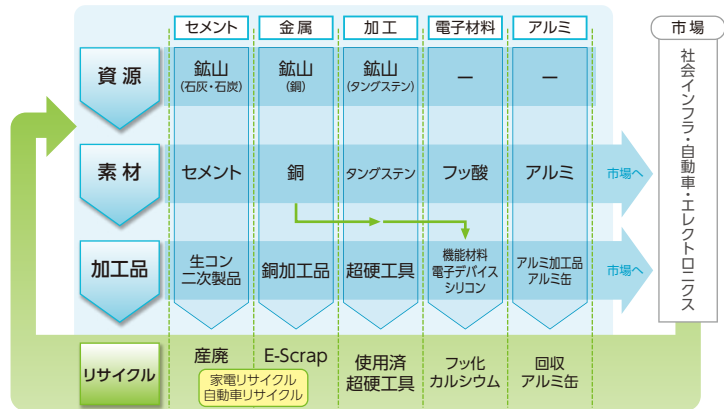 セメント
金属
加工
電子材料
アルミ
市場
資源
鉱山
(石灰・石炭)
鉱山
(銅)
鉱山
(タングステン)
—
—
素材
セメント
銅
タングステン
フッ酸
アルミ
市場へ
加工品
生コン
二次製品
銅加工品
超硬工具
機能材料
電子デバイス
シリコン
アルミ加工品
アルミ缶
市場へ
社会インフラ・自動車・エレクトロニクス
リサイクル
産廃
E-Scrap
家電リサイクル
自動車リサイクル
使用済
超硬工具
フッ化
カルシウム
回収
アルミ缶